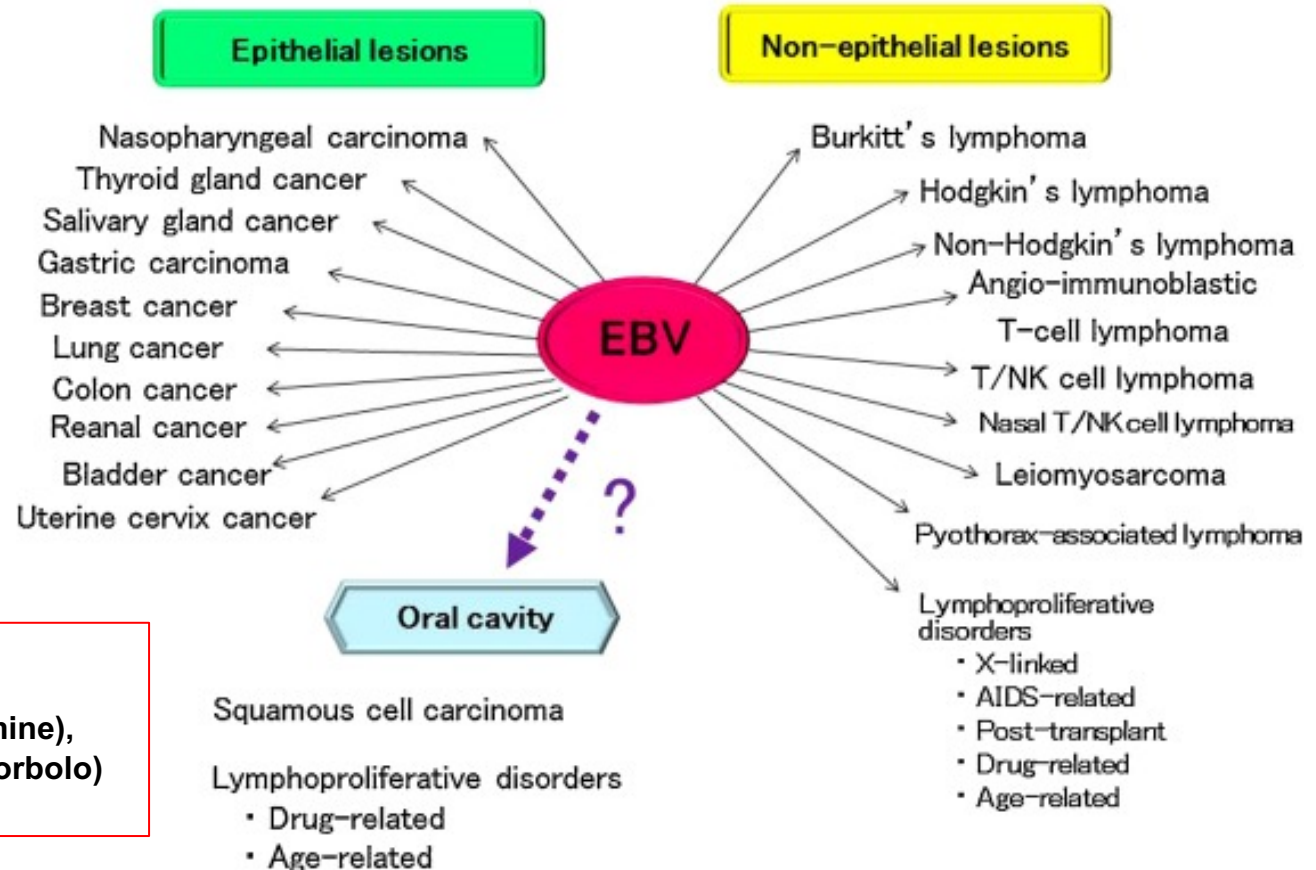 Epithelial lesions
Nasopharyngeal carcinoma
Thyroid gland cancer
Salivary gland cancer
Gastric carcinoma
Breast cancer
Lung cancer
Colon cancer
Reanal cancer
Bladder cancer
Uterine cervix cancer
EBV
Non-epithelial lesions
Burkitt's lymphoma
Hodgkin's lymphoma
Non-Hodgkin's lymphoma
Angio-immunoblastic
T-cell lymphoma
T/NK cell lymphoma
Nasal T/NK cell lymphoma
Leiomyosarcoma
Pyothorax-associated lymphoma
Lymphoproliferative
disorders
・X-linked
・AIDS-related
・Post-transplant
・Drug-related
・Age-related
?
Oral cavity
Squamous cell carcinoma
Lymphoproliferative disorders
・Drug-related
・Age-related